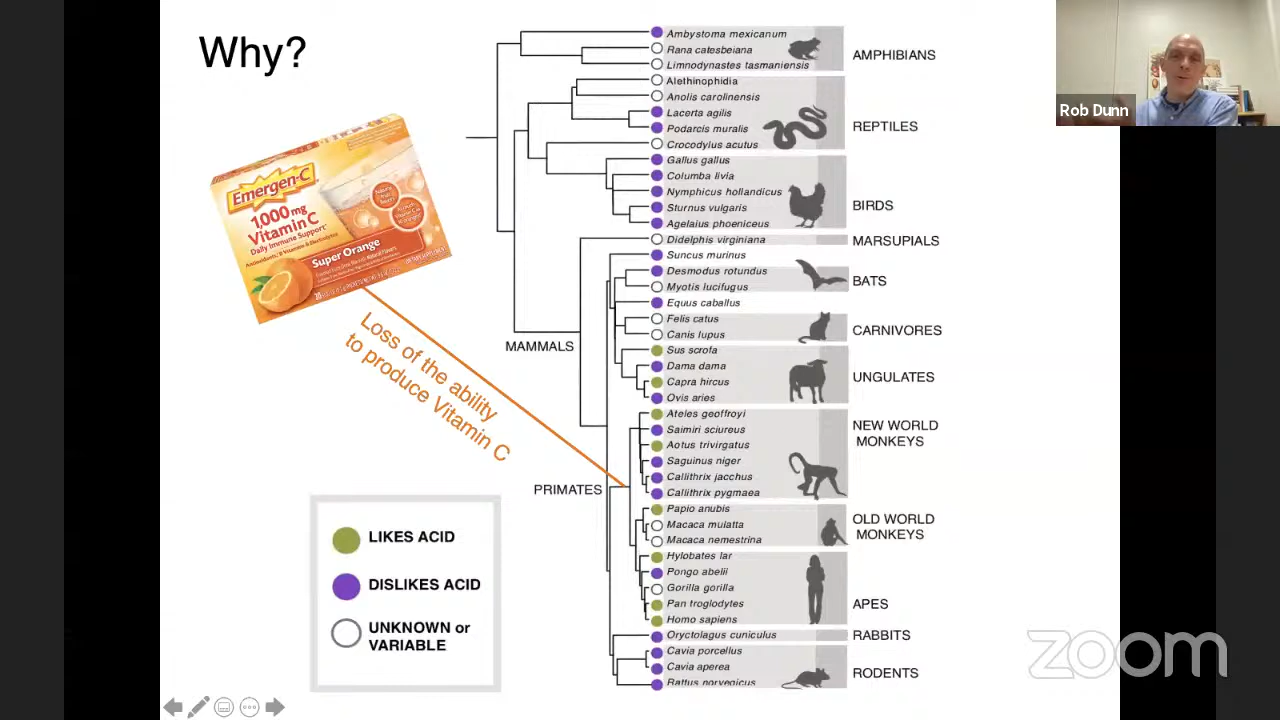 Why?
Emergen-C
1,000 mg
Vitamin C
Daily Immune Support
Super Orange
Loss of the ability
to produce Vitamin C
MAMMALS
PRIMATES
LIKES ACID
DISLIKES ACID
UNKNOWN or
VARIABLE
Ambystoma mexicanum
Rana catesbeiana
Limnodynastes tasmaniensis
AMPHIBIANS
Alethinophidia
Anolis carolinensis
Lacerta agilis
Podarcis muralis
Crocodylus acutus
REPTILES
Gallus gallus
Columba livia
Nymphicus hollandicus
Sturnus vulgaris
Agelaius phoeniceus
BIRDS
Didelphis virginiana
MARSUPIALS
Suncus murinus
Desmodus rotundus
Myotis lucifugus
BATS
Equus caballus
Felis catus
Canis lupus
CARNIVORES
Sus scrofa
Dama dama
Capra hircus
Ovis aries
UNGULATES
Ateles geoffroyi
Saimiri sciureus
Aotus trivirgatus
Saguinus niger
Callithrix jacchus
Callithrix pygmaea
NEW WORLD
MONKEYS
Papio anubis
Macaca mulatta
Macaca nemestrina
OLD WORLD
MONKEYS
Hylobates lar
Pongo abelii
Gorilla gorilla
Pan troglodytes
Homo sapiens
APES
Oryctolagus cuniculus
RABBITS
Cavia porcellus
Cavia aperea
Rattus norvegicus
RODENTS
Rob Dunn
zoom